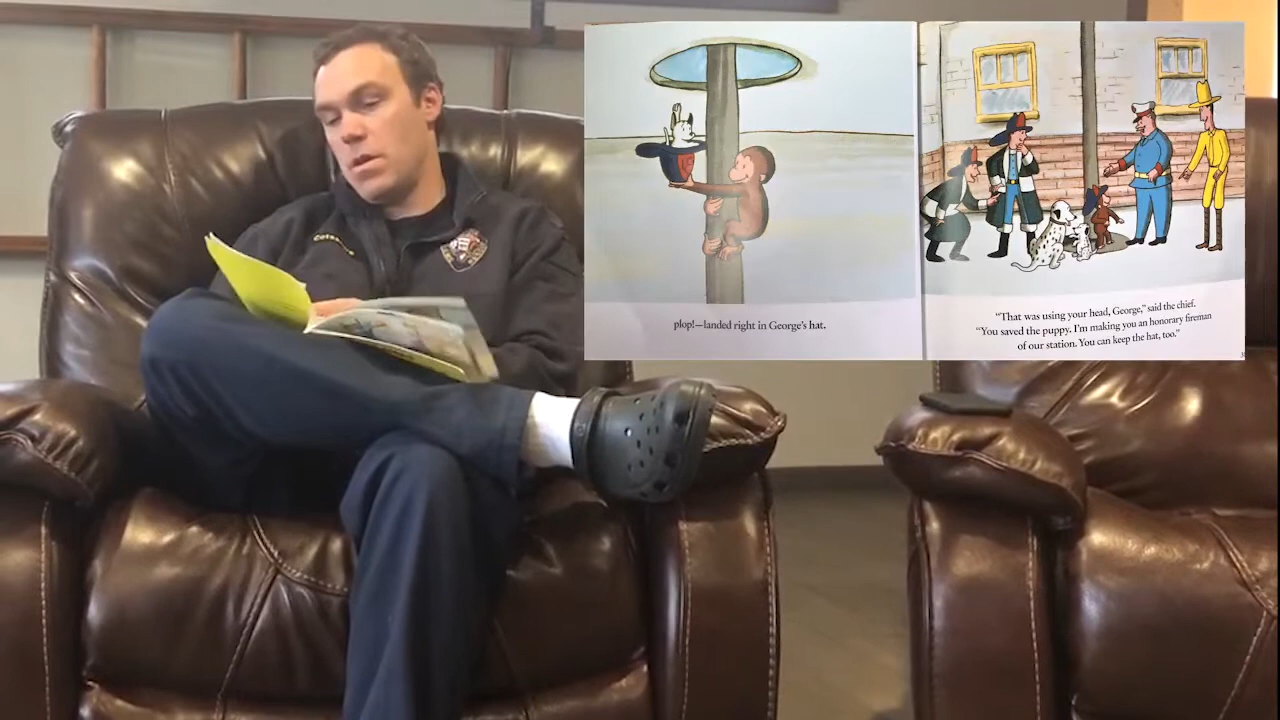 plop!—landed right in George's hat.
"That was using your head, George," said the chief.
"You saved the puppy. I'm making you an honorary fireman
of our station. You can keep the hat, too."